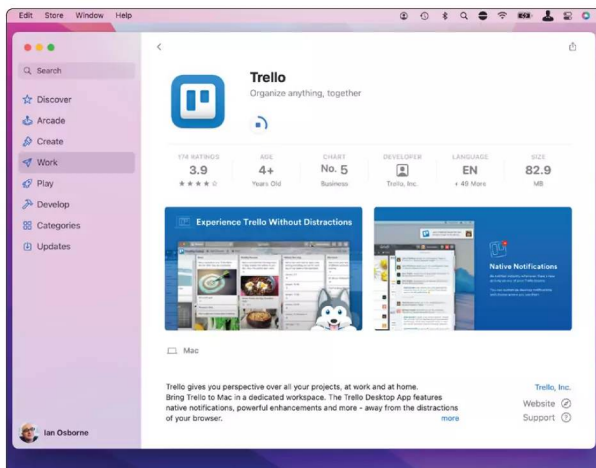 Edit Store Window Help
Search
Discover
Arcade
Create
Work
Play
Develop
Categories
Updates
Ian Osborne
Trello
Organize anything, together
RATINGS
3.9
AGE
4+
Years Old
CHART
No. 5
Business
DEVELOPER
Trello, Inc.
LANGUAGE
EN
+ 49 More
SIZE
82.9
MB
Experience Trello Without Distractions
Native Notifications
Mac
Trello gives you perspective over all your projects, at work and at home.
Bring Trello to Mac in a dedicated workspace. The Trello Desktop App features
native notifications, powerful enhancements and more - away from the distractions
of your browser.
more
Trello, Inc.
Website
Support